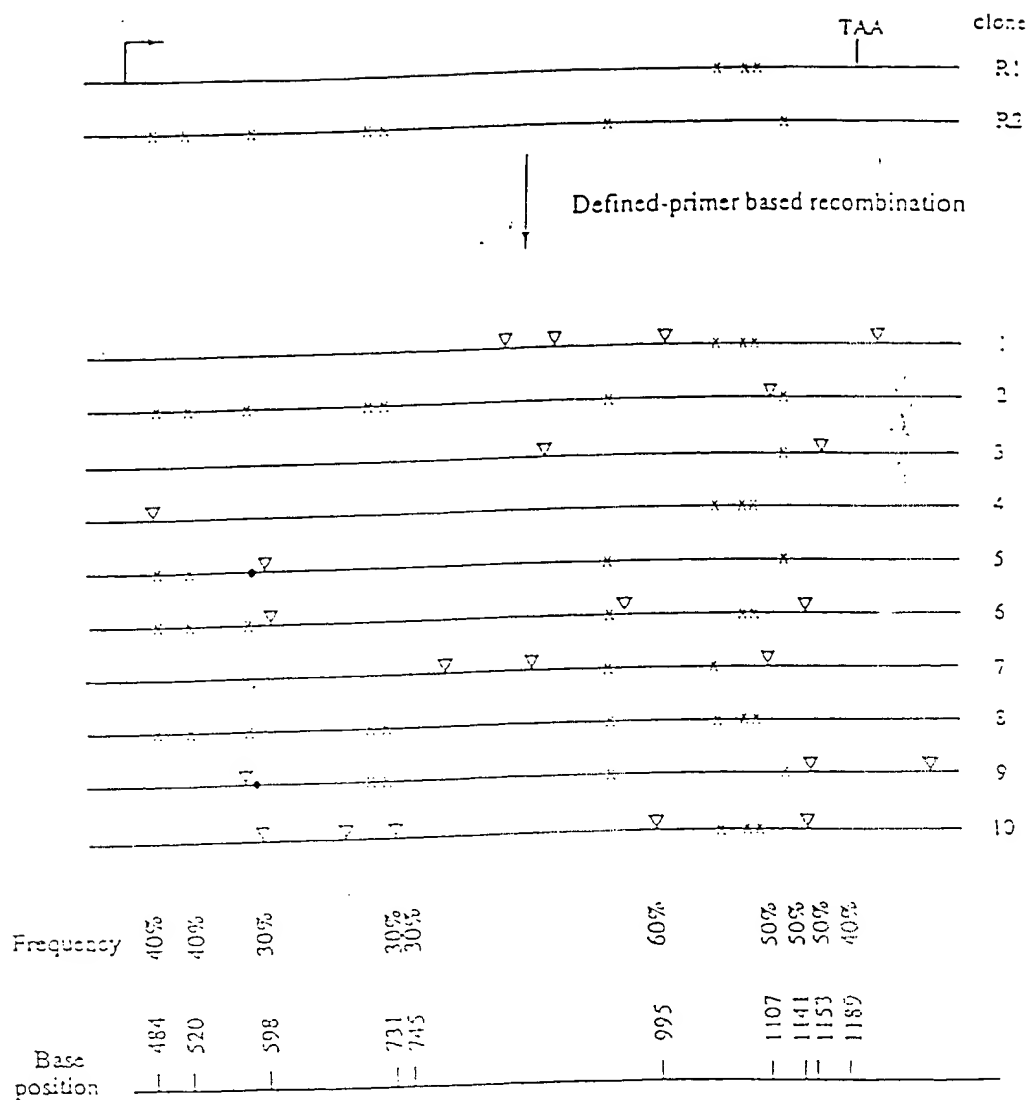 clone
TAA
R1
R2
Defined-primer based recombination
1
2
3
4
5
6
7
8
9
10
Frequency 40% 40% 30% 30% 30% 60% 50% 50% 50% 40%
484 520 598 731 745 995 1107 1141 1153 1189
Base
position